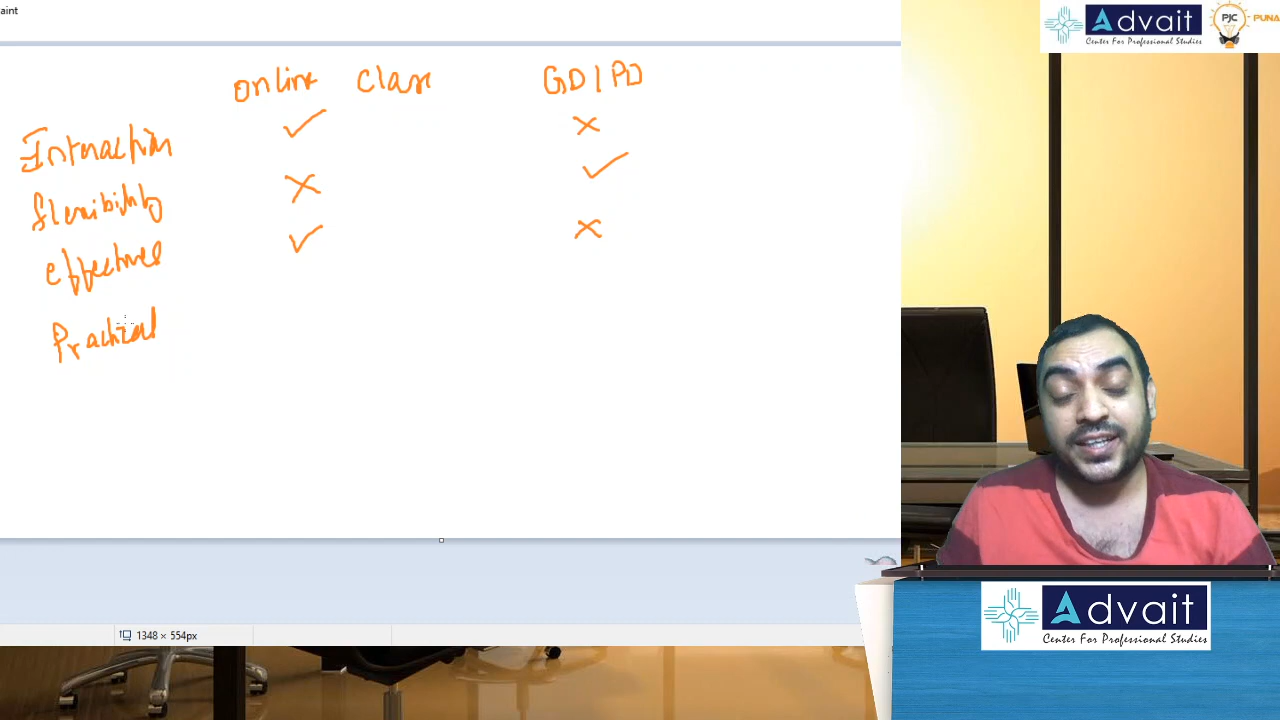 aint
Advait
Center For Professional Studies
PJC PUNA
online class GD/PD
Interaction ✓ ✗
flexibility ✗ ✓
effectived ✓ ✗
Practical
1348 × 554px
Advait
Center For Professional Studies